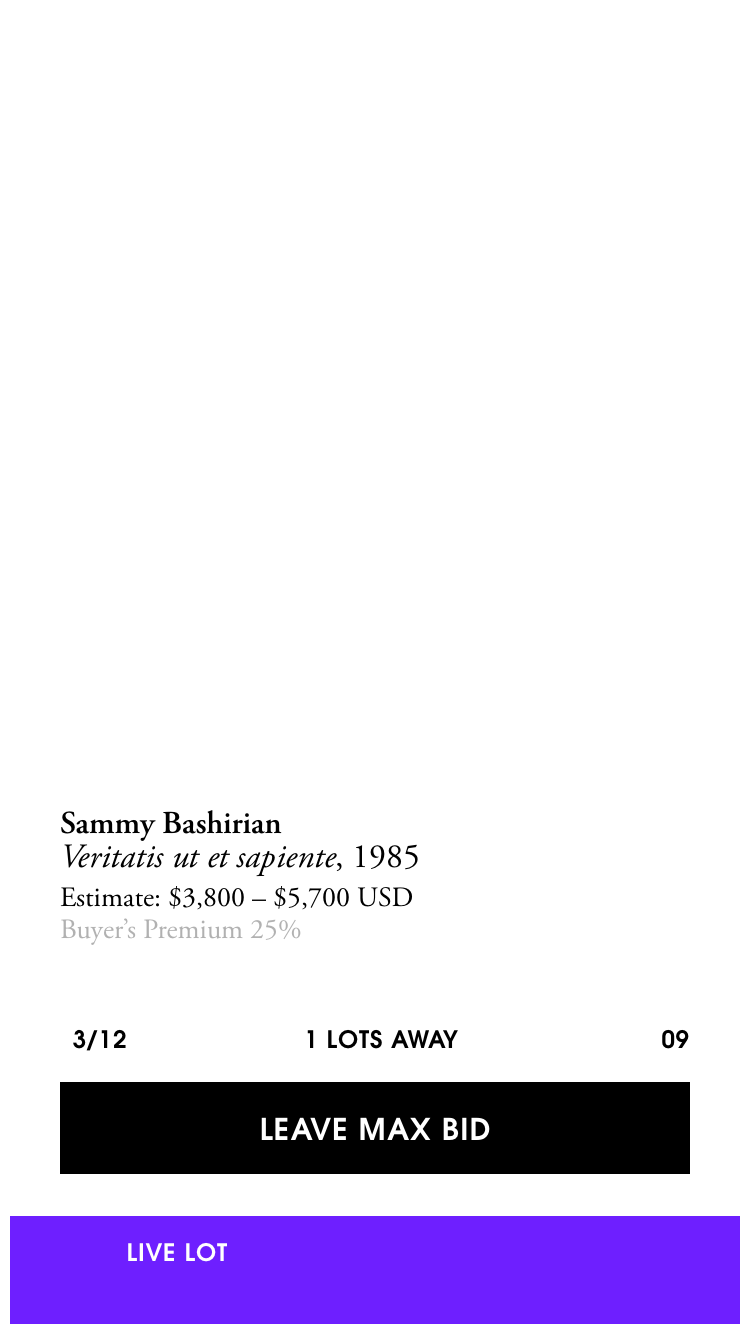 Sammy Bashirian
Veritatis ut et sapiente, 1985
Estimate: $3,800 – $5,700 USD
Buyer’s Premium 25%
3/12 1 LOTS AWAY 09
LEAVE MAX BID
LIVE LOT